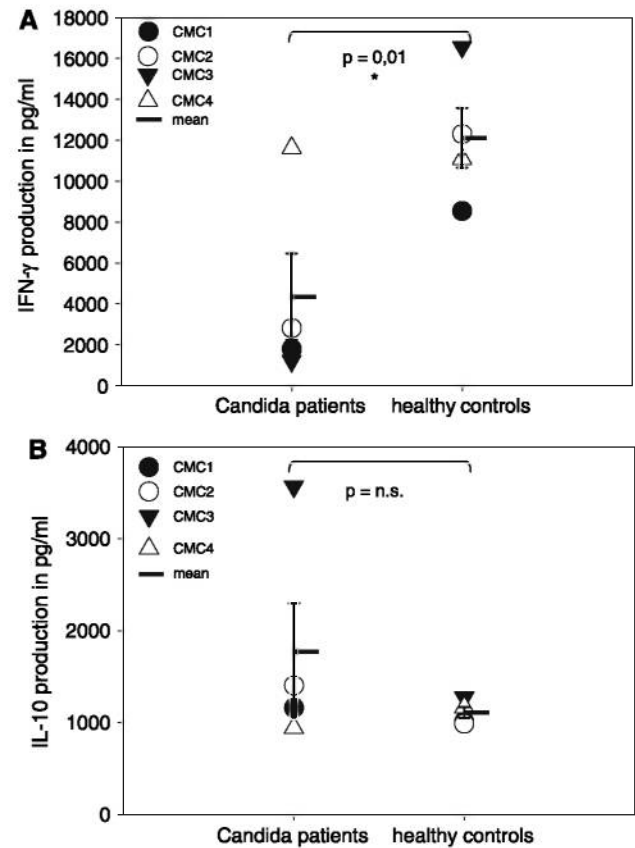 A
18000
16000
14000
12000
10000
8000
6000
4000
2000
0
IFN-γ production in pg/ml
CMC1
CMC2
CMC3
CMC4
mean
p = 0,01
*
Candida patients healthy controls
B
4000
3000
2000
1000
0
IL-10 production in pg/ml
CMC1
CMC2
CMC3
CMC4
mean
p = n.s.
Candida patients healthy controls